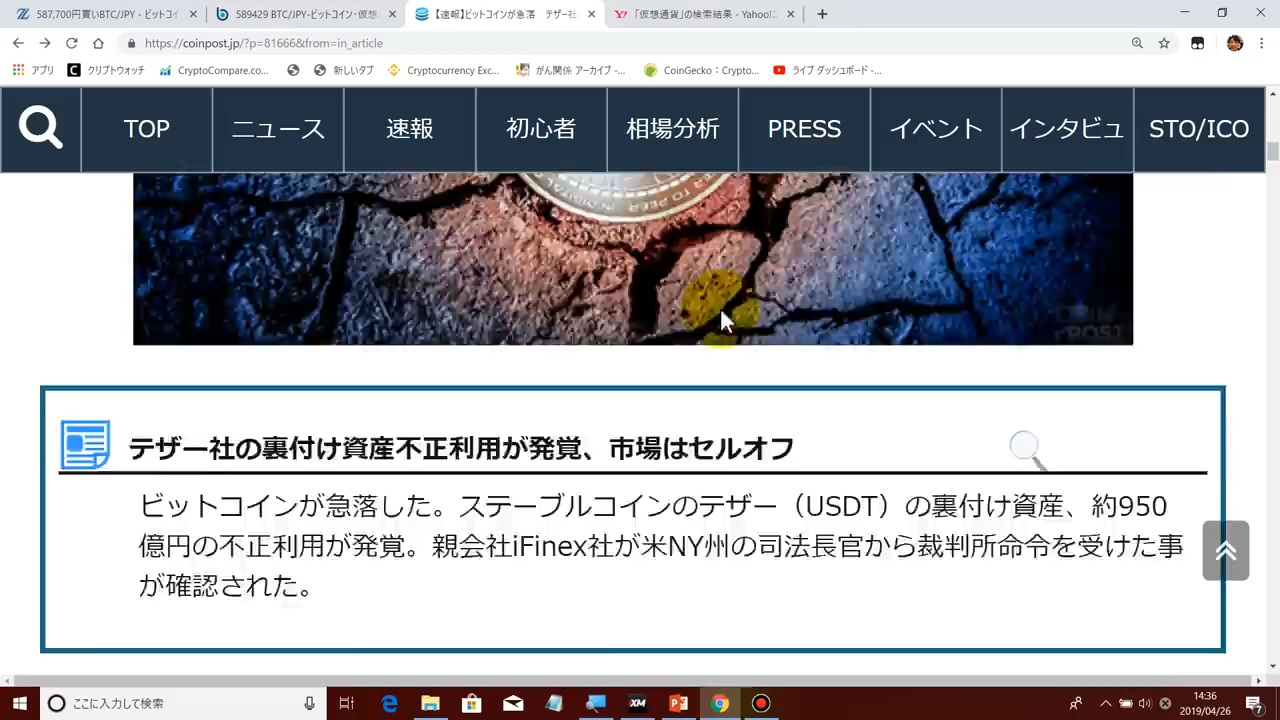 587,700円買いBTC/JPY - ビットコイ
589429 BTC/JPY-ビットコイン・仮想
【速報】ビットコインが急落 テザー社
「仮想通貨」の検索結果 - Yahoo!ニ
https://coinpost.jp/?p=81666&from=in_article
アプリ
クリプトウォッチ
CryptoCompare.co...
新しいタブ
Cryptocurrency Exc...
がん関係 アーカイブ -...
CoinGecko：Crypto...
ライブ ダッシュボード -...
TOP
ニュース
速報
初心者
相場分析
PRESS
イベント
インタビュ
STO/ICO
COIN
POST
テザー社の裏付け資産不正利用が発覚、市場はセルオフ
ビットコインが急落した。ステーブルコインのテザー（USDT）の裏付け資産、約950
億円の不正利用が発覚。親会社iFinex社が米NY州の司法長官から裁判所命令を受けた事
が確認された。
ここに入力して検索
XM
14:36
2019/04/26
7